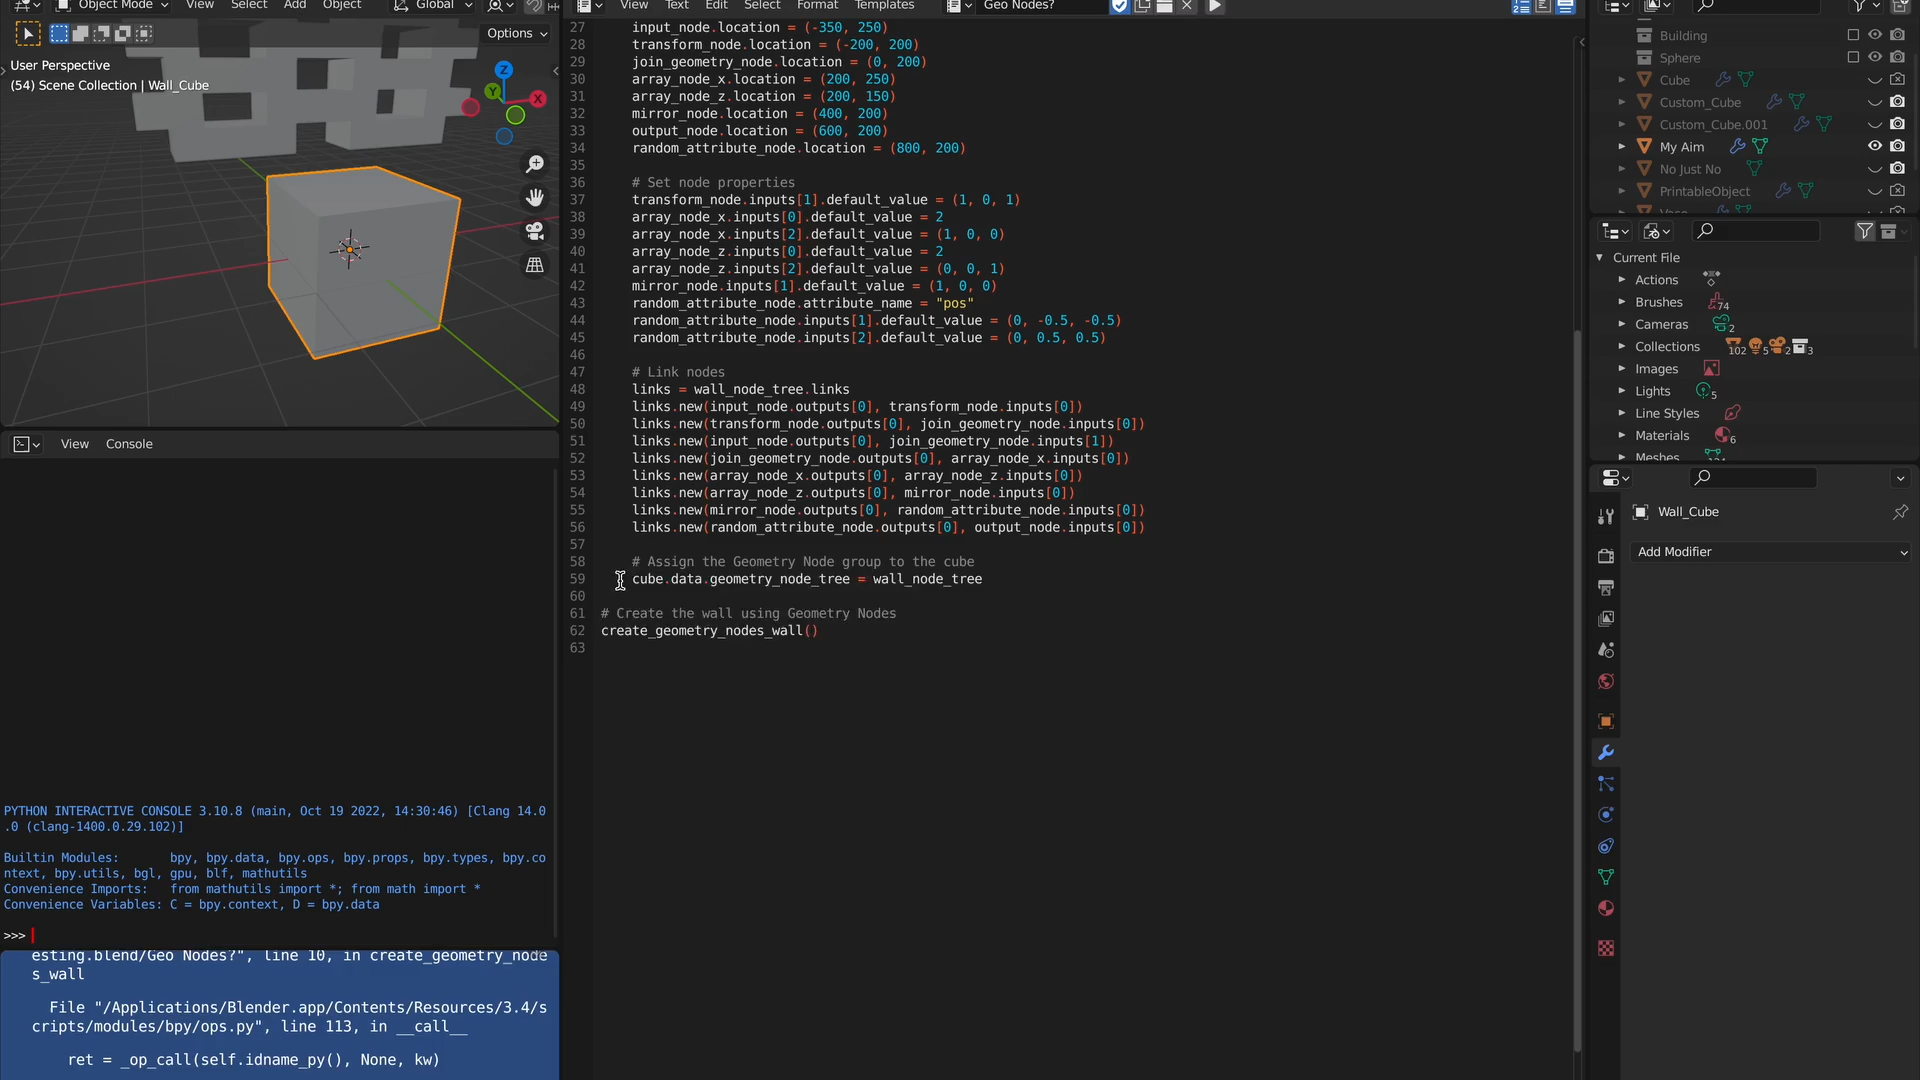 Object Mode
View
Select
Add
Object
Global
View
Text
Edit
Select
Format
Templates
Geo Nodes?
Options
User Perspective
(54) Scene Collection | Wall_Cube
Z
Y
X
27 input_node.location = (-350, 250)
28 transform_node.location = (-200, 200)
29 join_geometry_node.location = (0, 200)
30 array_node_x.location = (200, 250)
31 array_node_z.location = (200, 150)
32 mirror_node.location = (400, 200)
33 output_node.location = (600, 200)
34 random_attribute_node.location = (800, 200)
35
36 # Set node properties
37 transform_node.inputs[1].default_value = (1, 0, 1)
38 array_node_x.inputs[0].default_value = 2
39 array_node_x.inputs[2].default_value = (1, 0, 0)
40 array_node_z.inputs[0].default_value = 2
41 array_node_z.inputs[2].default_value = (0, 0, 1)
42 mirror_node.inputs[1].default_value = (1, 0, 0)
43 random_attribute_node.attribute_name = "pos"
44 random_attribute_node.inputs[1].default_value = (0, -0.5, -0.5)
45 random_attribute_node.inputs[2].default_value = (0, 0.5, 0.5)
46
47 # Link nodes
48 links = wall_node_tree.links
49 links.new(input_node.outputs[0], transform_node.inputs[0])
50 links.new(transform_node.outputs[0], join_geometry_node.inputs[0])
51 links.new(input_node.outputs[0], join_geometry_node.inputs[1])
52 links.new(join_geometry_node.outputs[0], array_node_x.inputs[0])
53 links.new(array_node_x.outputs[0], array_node_z.inputs[0])
54 links.new(array_node_z.outputs[0], mirror_node.inputs[0])
55 links.new(mirror_node.outputs[0], random_attribute_node.inputs[0])
56 links.new(random_attribute_node.outputs[0], output_node.inputs[0])
57
58 # Assign the Geometry Node group to the cube
59 cube.data.geometry_node_tree = wall_node_tree
60
61 # Create the wall using Geometry Nodes
62 create_geometry_nodes_wall()
63
View
Console
PYTHON INTERACTIVE CONSOLE 3.10.8 (main, Oct 19 2022, 14:30:46) [Clang 14.0
.0 (clang-1400.0.29.102)]
Builtin Modules: bpy, bpy.data, bpy.ops, bpy.props, bpy.types, bpy.co
ntext, bpy.utils, bgl, gpu, blf, mathutils
Convenience Imports: from mathutils import *; from math import *
Convenience Variables: C = bpy.context, D = bpy.data
>>>
esting.blend/Geo Nodes?", line 10, in create_geometry_node
s_wall
File "/Applications/Blender.app/Contents/Resources/3.4/s
cripts/modules/bpy/ops.py", line 113, in __call__
ret = _op_call(self.idname_py(), None, kw)
Building
Sphere
Cube
Custom_Cube
Custom_Cube.001
My Aim
No Just No
PrintableObject
Current File
Actions
Brushes 74
Cameras 2
Collections 102 5 2 3
Images
Lights 5
Line Styles
Materials 6
Meshes
Wall_Cube
Add Modifier